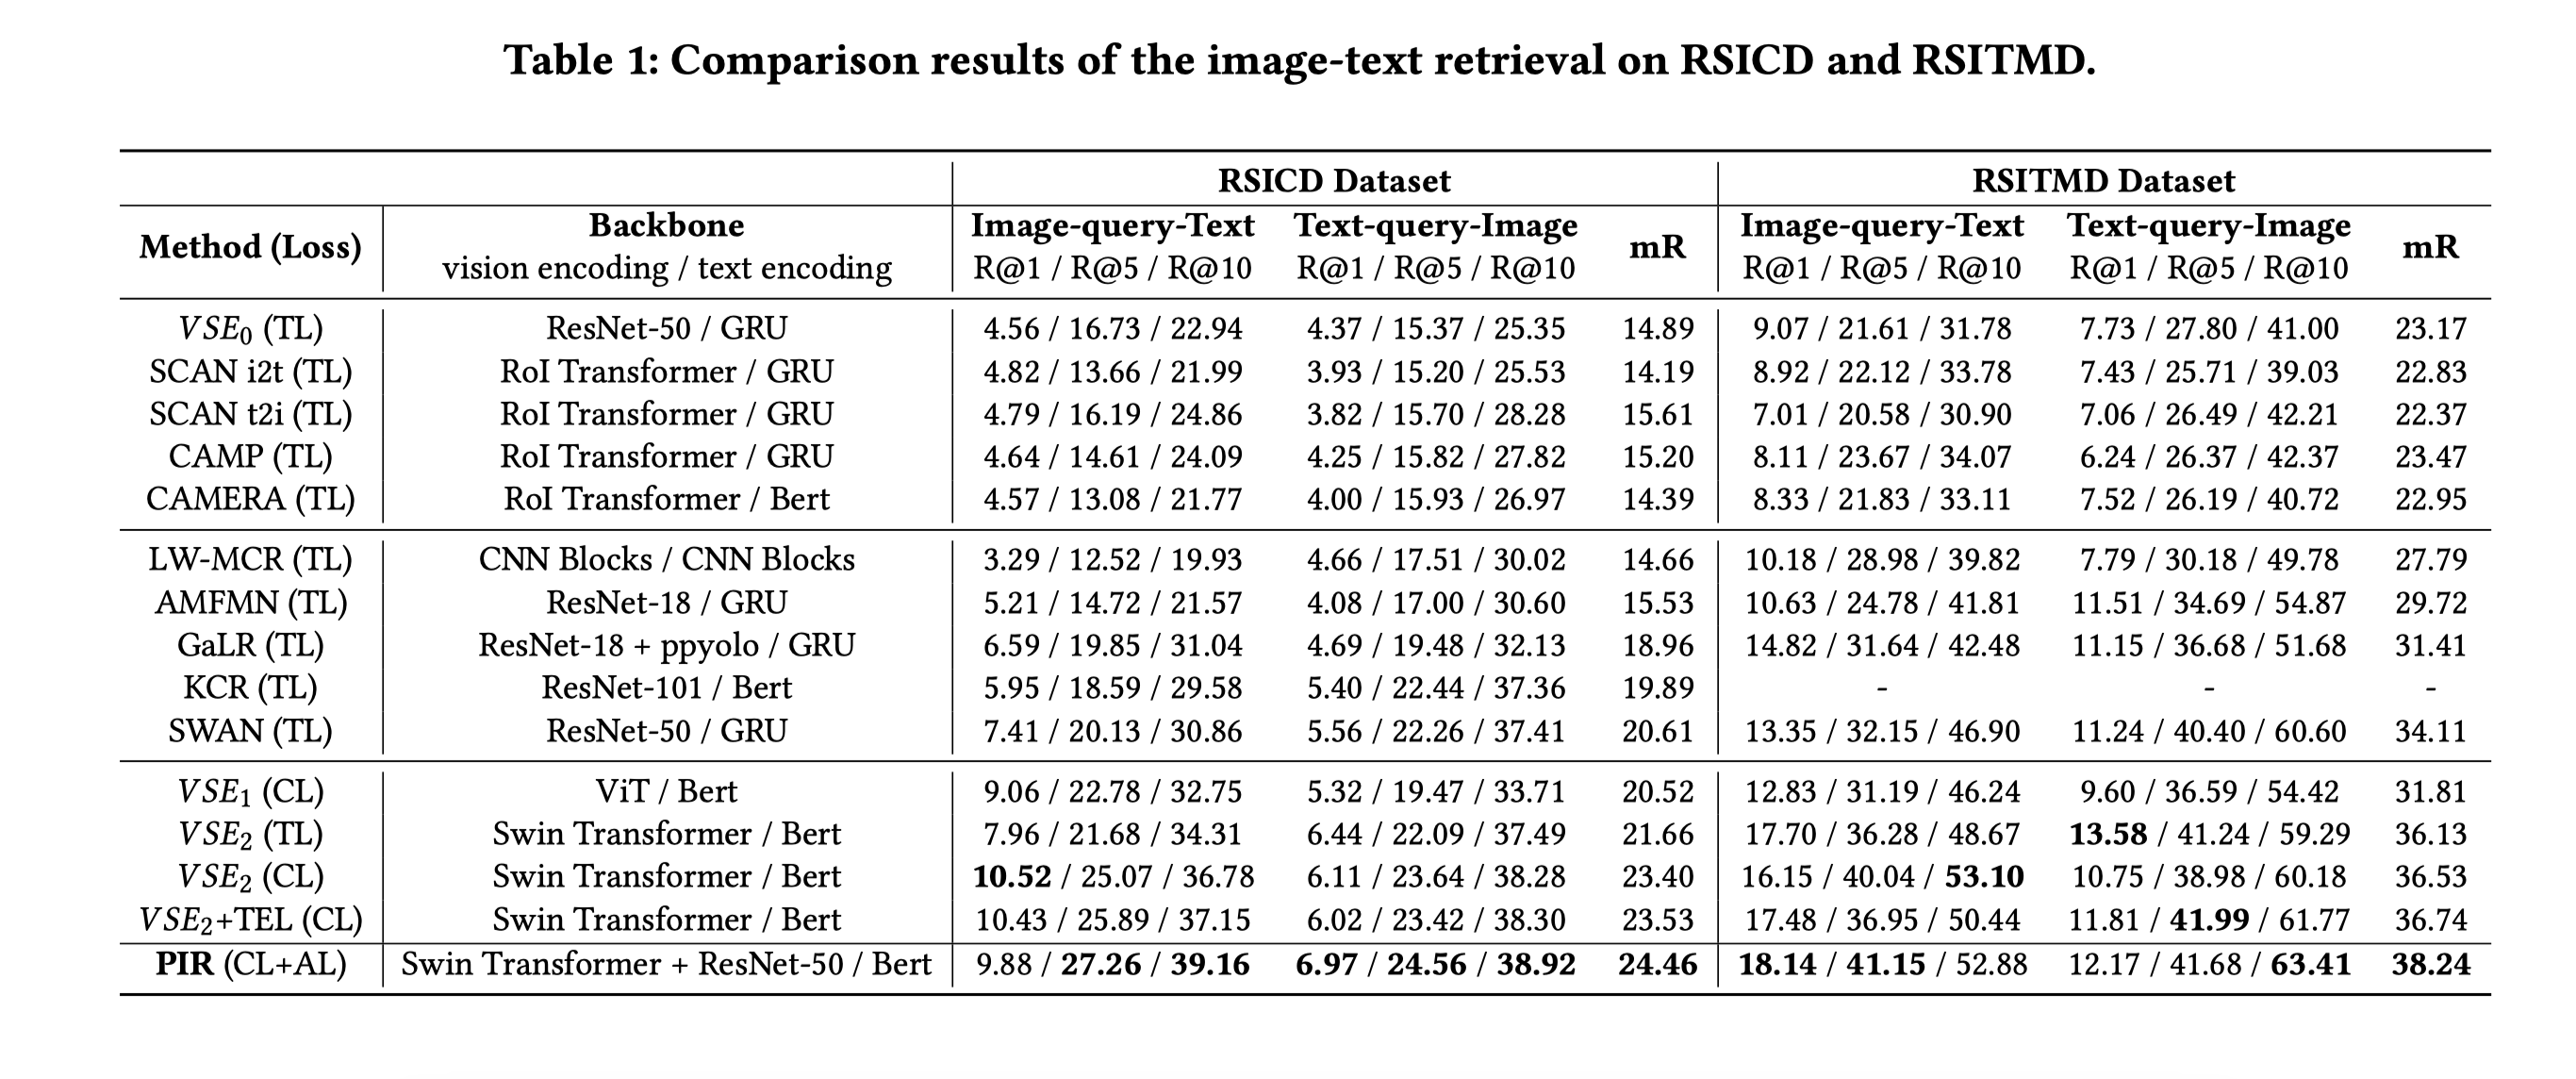 Table 1: Comparison results of the image-text retrieval on RSICD and RSITMD.
RSICD Dataset RSITMD Dataset
Method (Loss) Backbone Image-query-Text Text-query-Image mR Image-query-Text Text-query-Image mR
vision encoding / text encoding R@1 / R@5 / R@10 R@1 / R@5 / R@10 R@1 / R@5 / R@10 R@1 / R@5 / R@10
VSE0 (TL) ResNet-50 / GRU 4.56 / 16.73 / 22.94 4.37 / 15.37 / 25.35 14.89 9.07 / 21.61 / 31.78 7.73 / 27.80 / 41.00 23.17
SCAN i2t (TL) RoI Transformer / GRU 4.82 / 13.66 / 21.99 3.93 / 15.20 / 25.53 14.19 8.92 / 22.12 / 33.78 7.43 / 25.71 / 39.03 22.83
SCAN t2i (TL) RoI Transformer / GRU 4.79 / 16.19 / 24.86 3.82 / 15.70 / 28.28 15.61 7.01 / 20.58 / 30.90 7.06 / 26.49 / 42.21 22.37
CAMP (TL) RoI Transformer / GRU 4.64 / 14.61 / 24.09 4.25 / 15.82 / 27.82 15.20 8.11 / 23.67 / 34.07 6.24 / 26.37 / 42.37 23.47
CAMERA (TL) RoI Transformer / Bert 4.57 / 13.08 / 21.77 4.00 / 15.93 / 26.97 14.39 8.33 / 21.83 / 33.11 7.52 / 26.19 / 40.72 22.95
LW-MCR (TL) CNN Blocks / CNN Blocks 3.29 / 12.52 / 19.93 4.66 / 17.51 / 30.02 14.66 10.18 / 28.98 / 39.82 7.79 / 30.18 / 49.78 27.79
AMFMN (TL) ResNet-18 / GRU 5.21 / 14.72 / 21.57 4.08 / 17.00 / 30.60 15.53 10.63 / 24.78 / 41.81 11.51 / 34.69 / 54.87 29.72
GaLR (TL) ResNet-18 + ppyolo / GRU 6.59 / 19.85 / 31.04 4.69 / 19.48 / 32.13 18.96 14.82 / 31.64 / 42.48 11.15 / 36.68 / 51.68 31.41
KCR (TL) ResNet-101 / Bert 5.95 / 18.59 / 29.58 5.40 / 22.44 / 37.36 19.89 - - -
SWAN (TL) ResNet-50 / GRU 7.41 / 20.13 / 30.86 5.56 / 22.26 / 37.41 20.61 13.35 / 32.15 / 46.90 11.24 / 40.40 / 60.60 34.11
VSE1 (CL) ViT / Bert 9.06 / 22.78 / 32.75 5.32 / 19.47 / 33.71 20.52 12.83 / 31.19 / 46.24 9.60 / 36.59 / 54.42 31.81
VSE2 (TL) Swin Transformer / Bert 7.96 / 21.68 / 34.31 6.44 / 22.09 / 37.49 21.66 17.70 / 36.28 / 48.67 13.58 / 41.24 / 59.29 36.13
VSE2 (CL) Swin Transformer / Bert 10.52 / 25.07 / 36.78 6.11 / 23.64 / 38.28 23.40 16.15 / 40.04 / 53.10 10.75 / 38.98 / 60.18 36.53
VSE2+TEL (CL) Swin Transformer / Bert 10.43 / 25.89 / 37.15 6.02 / 23.42 / 38.30 23.53 17.48 / 36.95 / 50.44 11.81 / 41.99 / 61.77 36.74
PIR (CL+AL) Swin Transformer + ResNet-50 / Bert 9.88 / 27.26 / 39.16 6.97 / 24.56 / 38.92 24.46 18.14 / 41.15 / 52.88 12.17 / 41.68 / 63.41 38.24